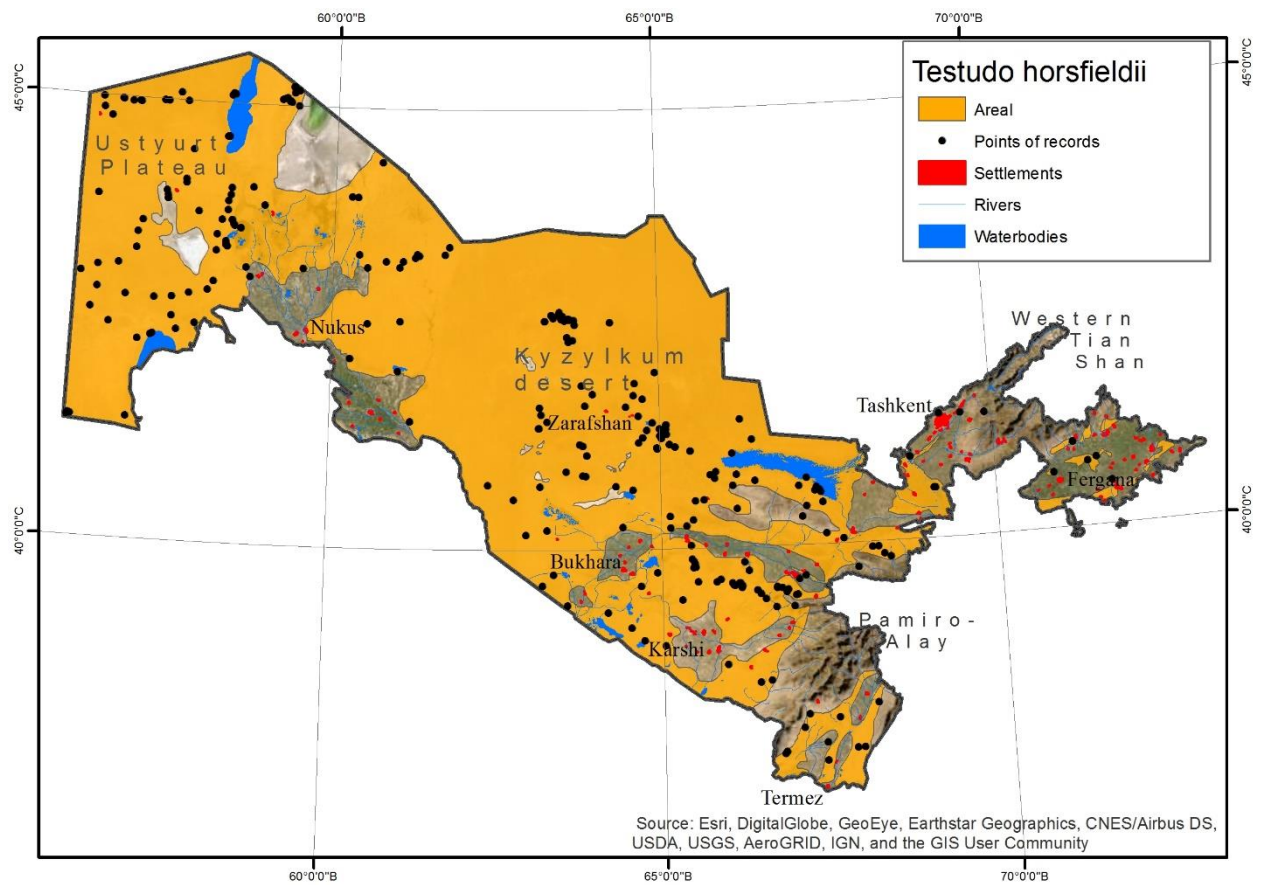 60°0'0"B 65°0'0"B 70°0'0"B
45°0'0"C
45°0'0"C
Testudo horsfieldii
Areal
Points of records
Settlements
Rivers
Waterbodies
Ustyurt
Plateau
Nukus
Kyzylkum
desert
Western
Tian
Shan
Tashkent
Zarafshan
Fergana
40°0'0"C
40°0'0"C
Bukhara
Pamiro-
Alay
Karshi
Termez
Source: Esri, DigitalGlobe, GeoEye, Earthstar Geographics, CNES/Airbus DS,
USDA, USGS, AeroGRID, IGN, and the GIS User Community
60°0'0"B 65°0'0"B 70°0'0"B